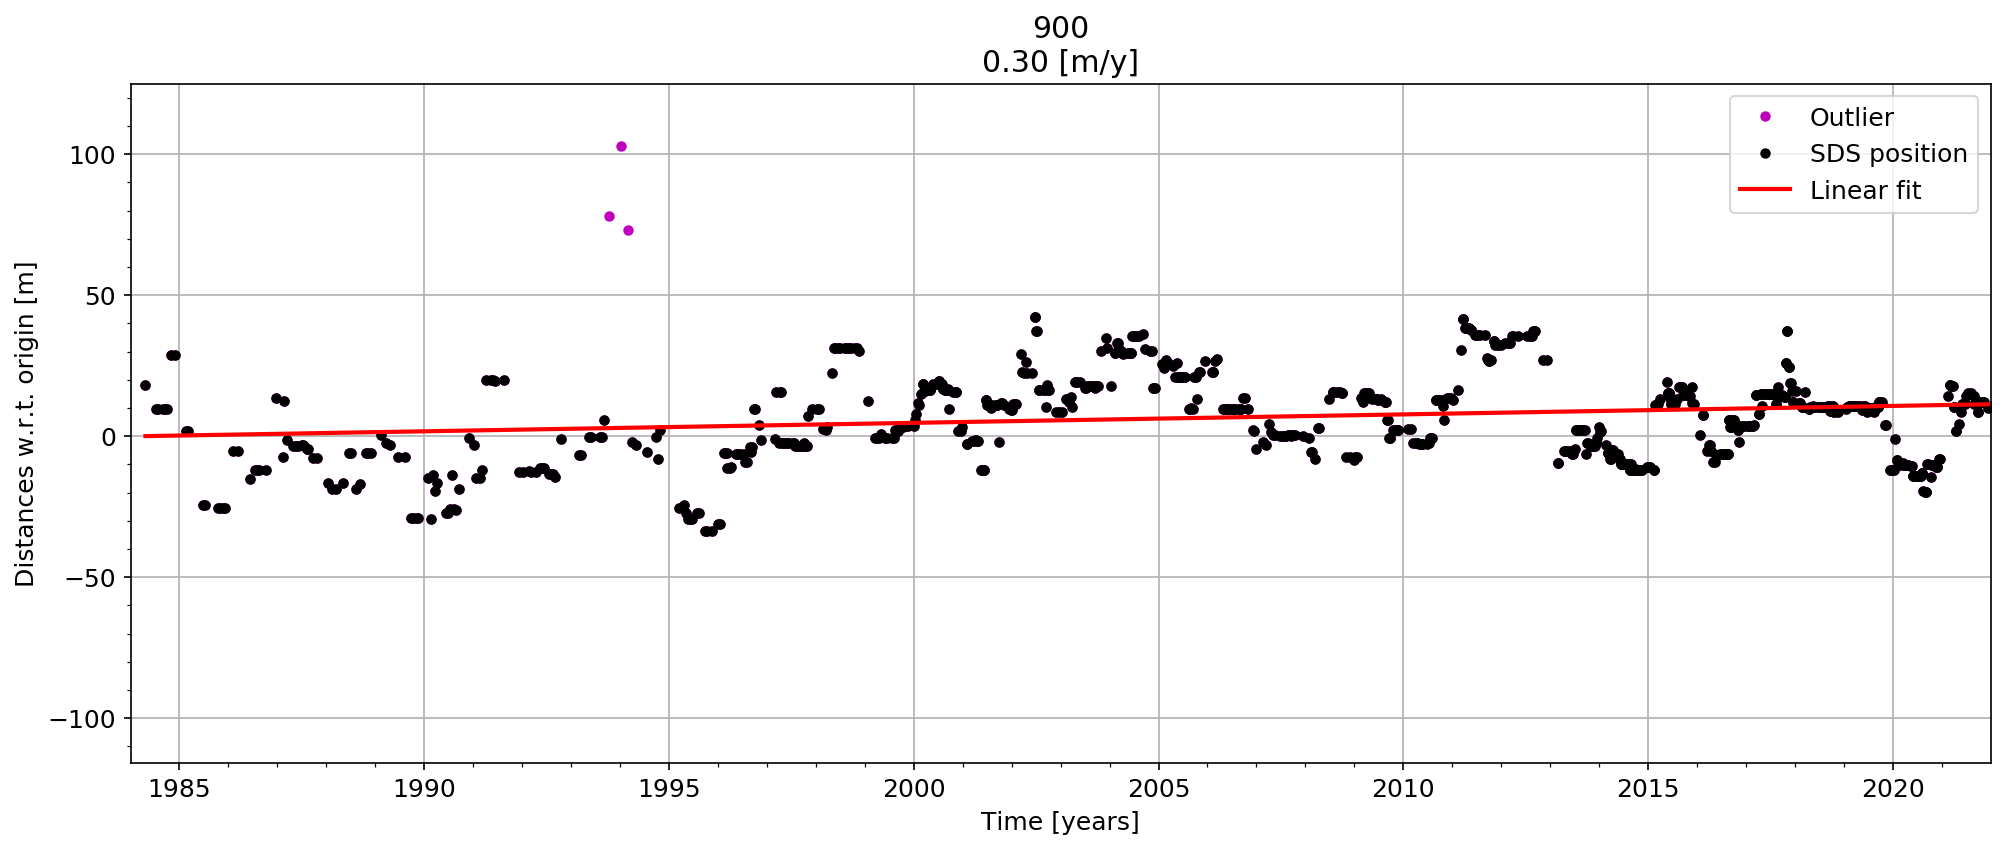 900
0.30 [m/y]
Outlier
SDS position
Linear fit
Distances w.r.t. origin [m]
100
50
0
−50
−100
1985 1990 1995 2000 2005 2010 2015 2020
Time [years]